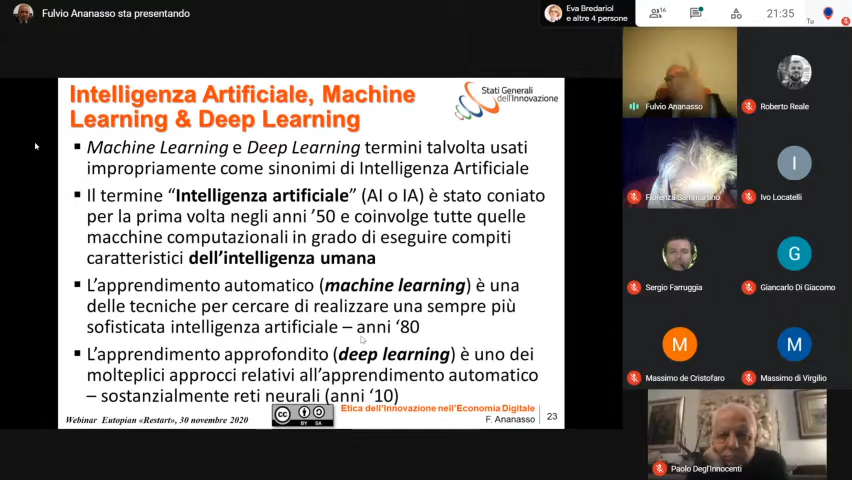 Fulvio Ananasso sta presentando
Eva Bredariol
e altre 4 persone
16
21:35
Tu
Intelligenza Artificiale, Machine
Learning & Deep Learning
Stati Generali
dell'Innovazione
Machine Learning e Deep Learning termini talvolta usati
impropriamente come sinonimi di Intelligenza Artificiale
Il termine “Intelligenza artificiale” (AI o IA) è stato coniato
per la prima volta negli anni ’50 e coinvolge tutte quelle
macchine computazionali in grado di eseguire compiti
caratteristici dell’intelligenza umana
L’apprendimento automatico (machine learning) è una
delle tecniche per cercare di realizzare una sempre più
sofisticata intelligenza artificiale – anni ‘80
L’apprendimento approfondito (deep learning) è uno dei
molteplici approcci relativi all’apprendimento automatico
– sostanzialmente reti neurali (anni ‘10)
Webinar Eutopian «Restart», 30 novembre 2020
cc
BY SA
Etica dell’Innovazione nell’Economia Digitale
F. Ananasso
23
Fulvio Ananasso
Roberto Reale
Fiorenza Sammartino
I
Ivo Locatelli
Sergio Farruggia
G
Giancarlo Di Giacomo
M
Massimo de Cristofaro
M
Massimo di Virgilio
Paolo Degl'Innocenti